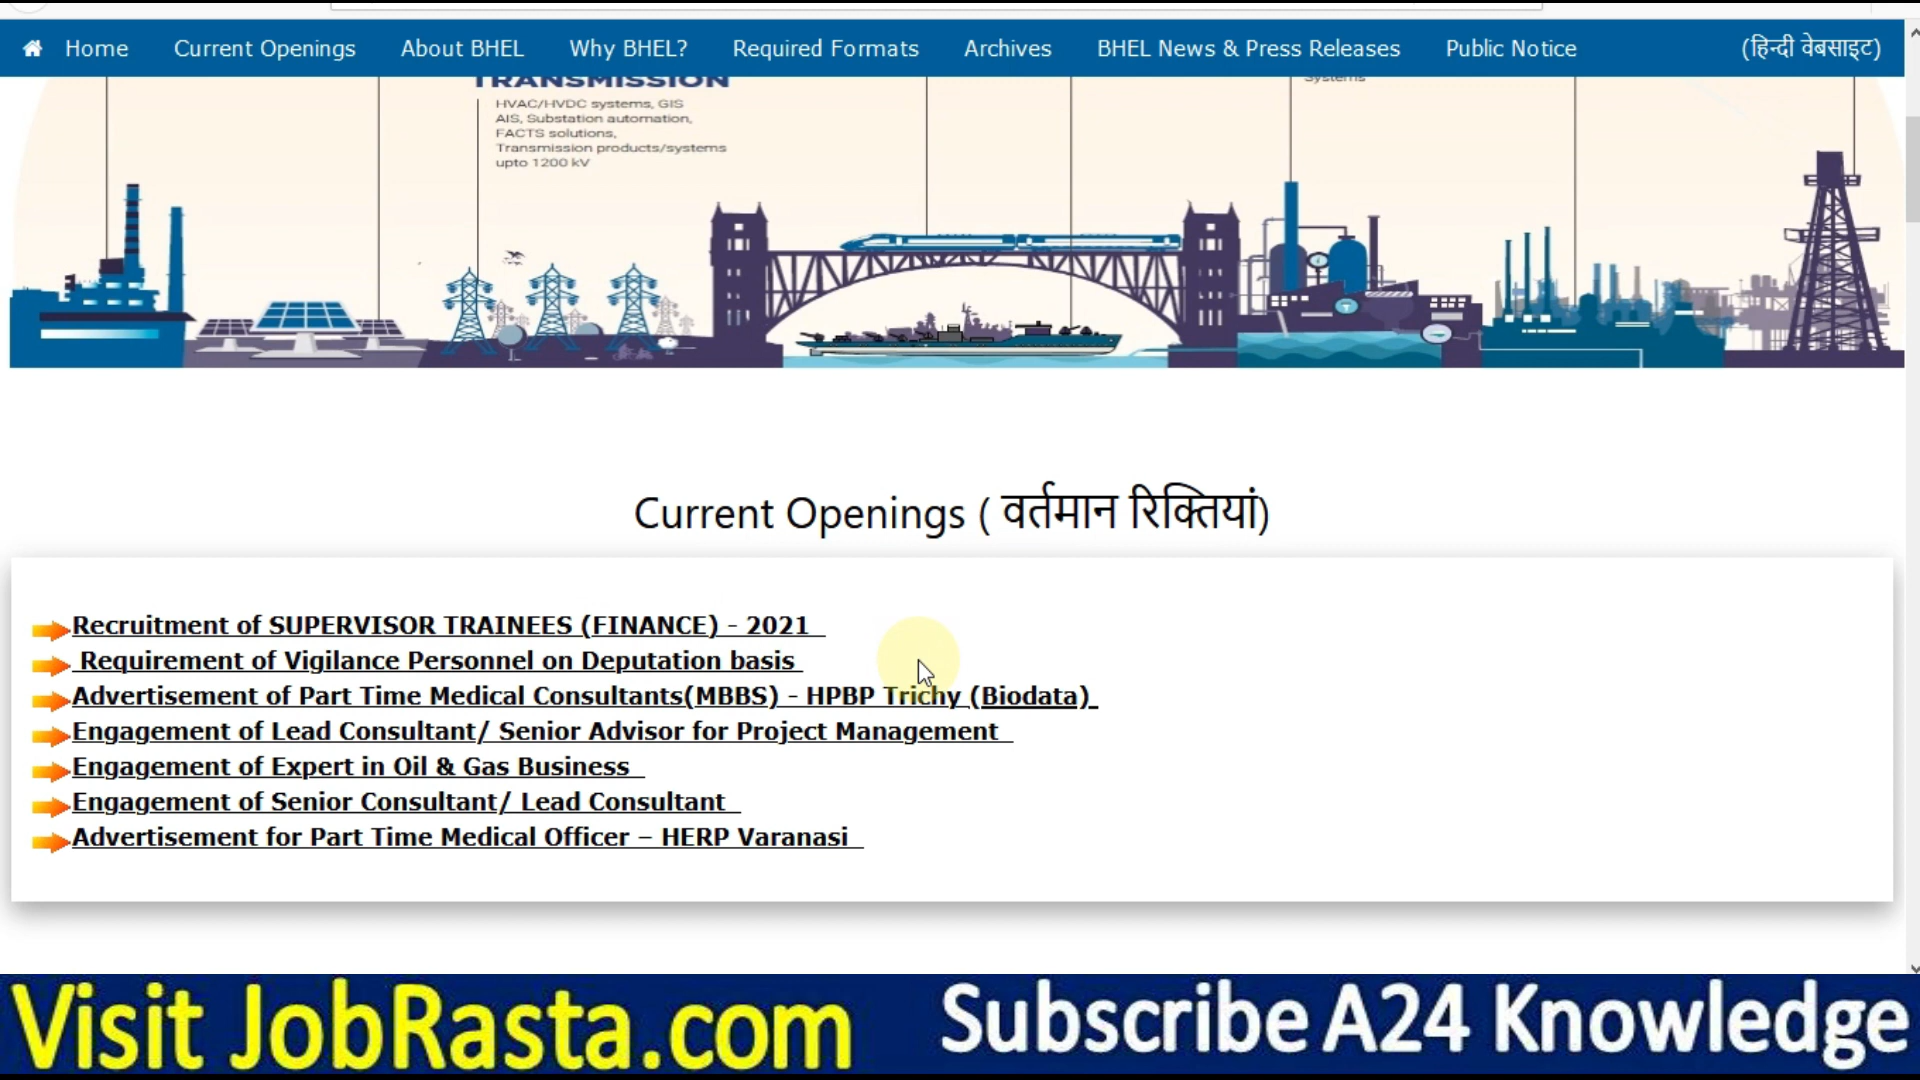 Home Current Openings About BHEL Why BHEL? Required Formats Archives BHEL News & Press Releases Public Notice (हिन्दी वेबसाइट)
TRANSMISSION
Systems
HVAC/HVDC systems, GIS
AIS, Substation automation,
FACTS solutions,
Transmission products/systems
upto 1200 kV
Current Openings ( वर्तमान रिक्तियां)
Recruitment of SUPERVISOR TRAINEES (FINANCE) - 2021
Requirement of Vigilance Personnel on Deputation basis
Advertisement of Part Time Medical Consultants(MBBS) - HPBP Trichy (Biodata)
Engagement of Lead Consultant/ Senior Advisor for Project Management
Engagement of Expert in Oil & Gas Business
Engagement of Senior Consultant/ Lead Consultant
Advertisement for Part Time Medical Officer – HERP Varanasi
Visit JobRasta.com Subscribe A24 Knowledge